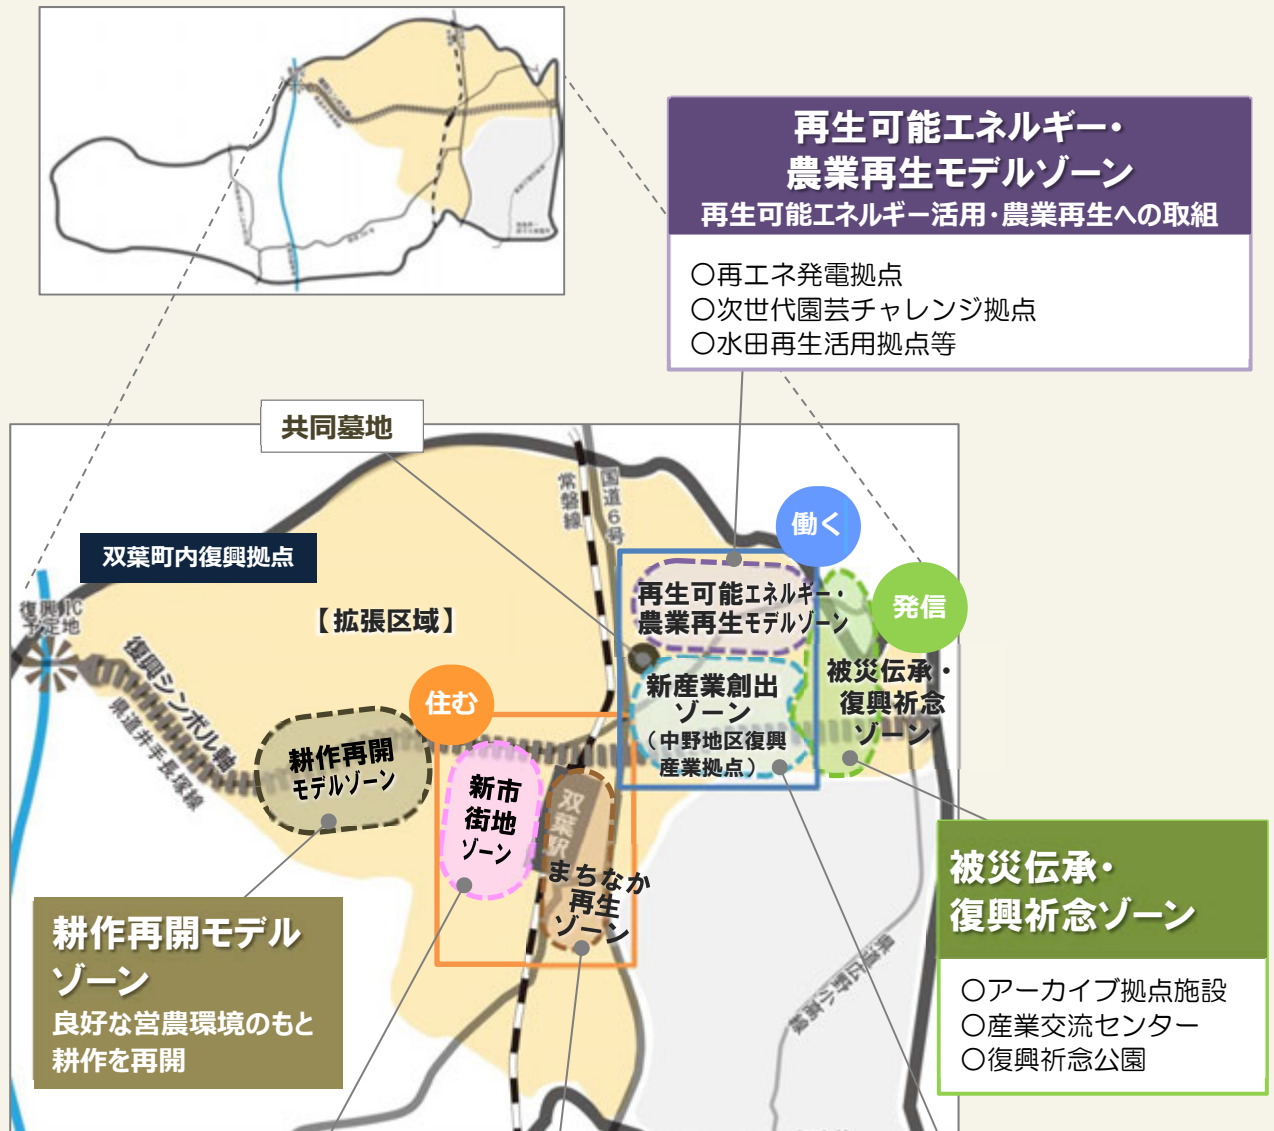 再生可能エネルギー・
農業再生モデルゾーン
再生可能エネルギー活用・農業再生への取組
〇再エネ発電拠点
〇次世代園芸チャレンジ拠点
〇水田再生活用拠点等
共同墓地
常磐線
国道6号
働く
双葉町内復興拠点
発信
復興IC
予定地
【拡張区域】
再生可能エネルギー・
農業再生モデルゾーン
復興シンボル軸
県道井手長塚線
住む
新産業創出
ゾーン
（中野地区復興
産業拠点）
被災伝承・
復興祈念
ゾーン
耕作再開
モデルゾーン
新市
街地
ゾーン
双葉駅
まちなか
再生
ゾーン
被災伝承・
復興祈念ゾーン
〇アーカイブ拠点施設
〇産業交流センター
〇復興祈念公園
県道広野小高線
耕作再開モデル
ゾーン
良好な営農環境のもと
耕作を再開